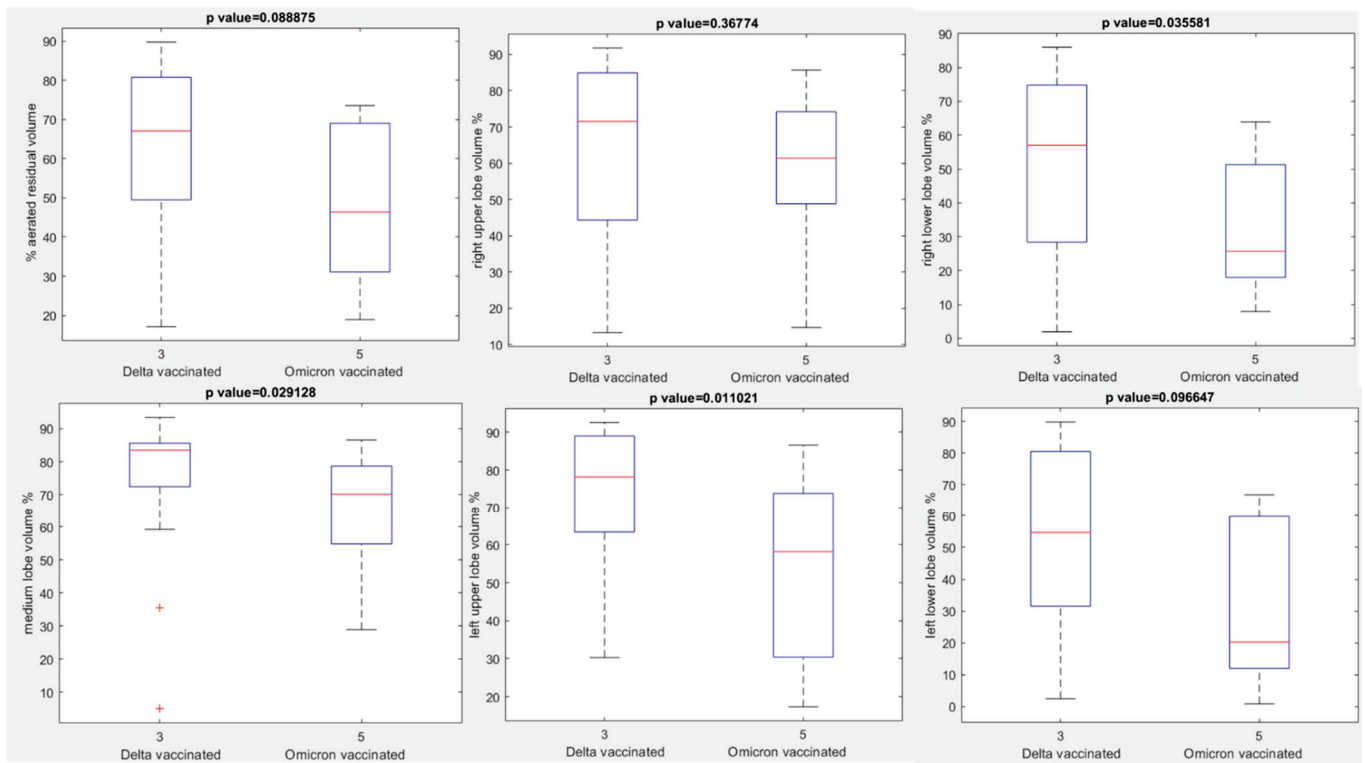 p value=0.088875
% aerated residual volume
90
80
70
60
50
40
30
20
3
5
Delta vaccinated
Omicron vaccinated
p value=0.36774
right upper lobe volume %
90
80
70
60
50
40
30
20
10
3
5
Delta vaccinated
Omicron vaccinated
p value=0.035581
right lower lobe volume %
90
80
70
60
50
40
30
20
10
0
3
5
Delta vaccinated
Omicron vaccinated
p value=0.029128
medium lobe volume %
90
80
70
60
50
40
30
20
10
3
5
Delta vaccinated
Omicron vaccinated
p value=0.011021
left upper lobe volume %
90
80
70
60
50
40
30
20
3
5
Delta vaccinated
Omicron vaccinated
p value=0.096647
left lower lobe volume %
90
80
70
60
50
40
30
20
10
0
3
5
Delta vaccinated
Omicron vaccinated